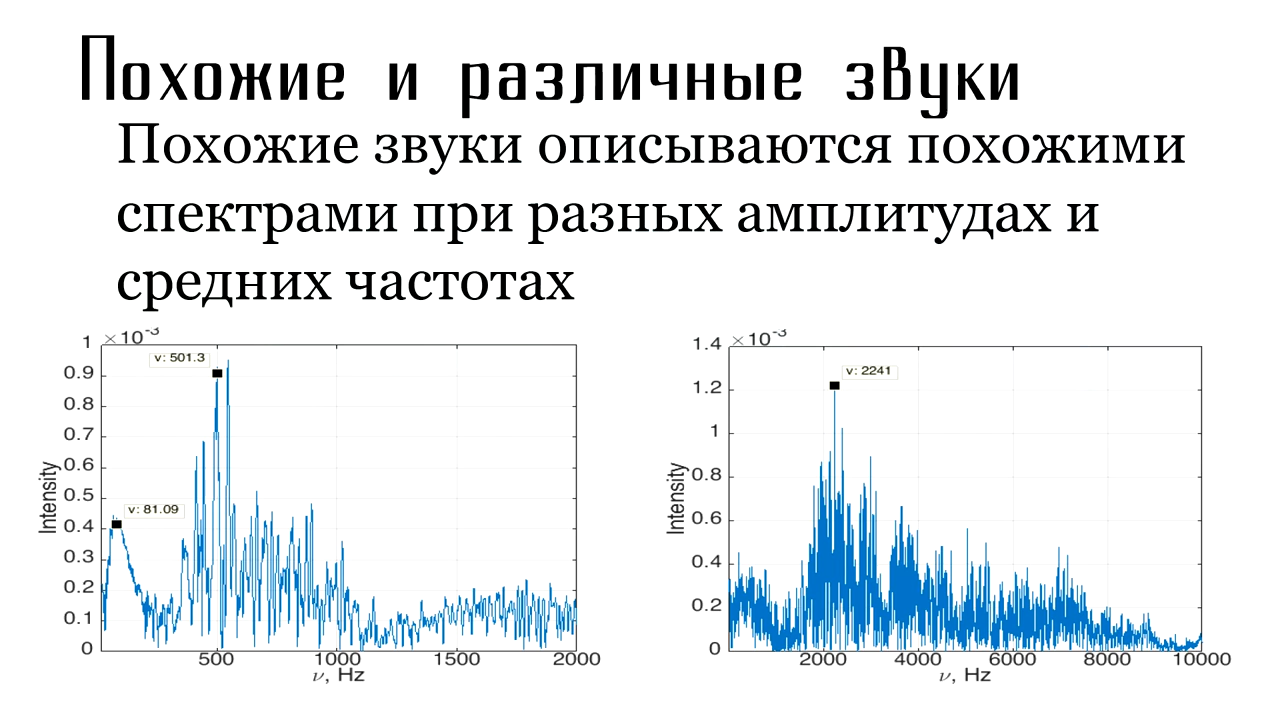 Похожие и различные звуки
Похожие звуки описываются похожими
спектрами при разных амплитудах и
средних частотах
×10⁻³
1
0.9
0.8
0.7
0.6
0.5
0.4
0.3
0.2
0.1
0
Intensity
v: 501.3
v: 81.09
500 1000 1500 2000
ν, Hz
×10⁻³
1.4
1.2
1
0.8
0.6
0.4
0.2
0
Intensity
v: 2241
2000 4000 6000 8000 10000
ν, Hz